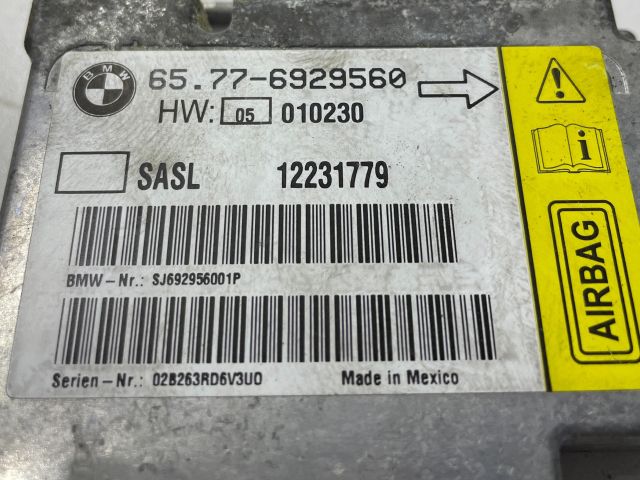 BMW
65.77-6929560
HW: 05 010230
SASL 12231779
BMW-Nr.: SJ692956001P
Serien-Nr.: 02B263RD6V3U0 Made in Mexico
i
AIRBAG